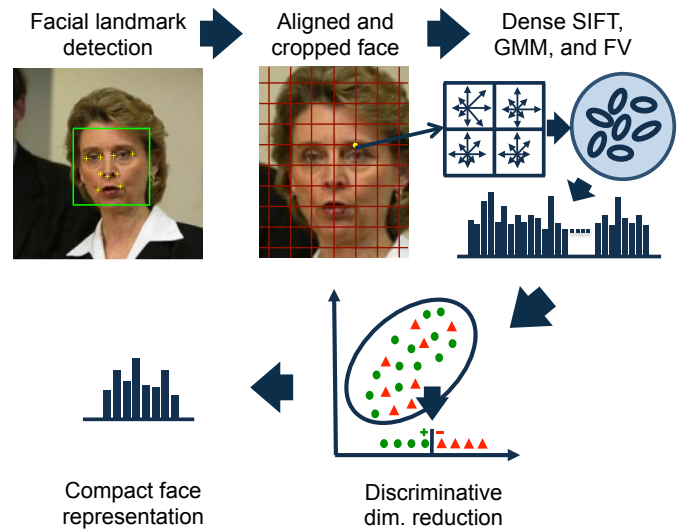 Facial landmark
detection
Aligned and
cropped face
Dense SIFT,
GMM, and FV
+ −
Compact face
representation
Discriminative
dim. reduction